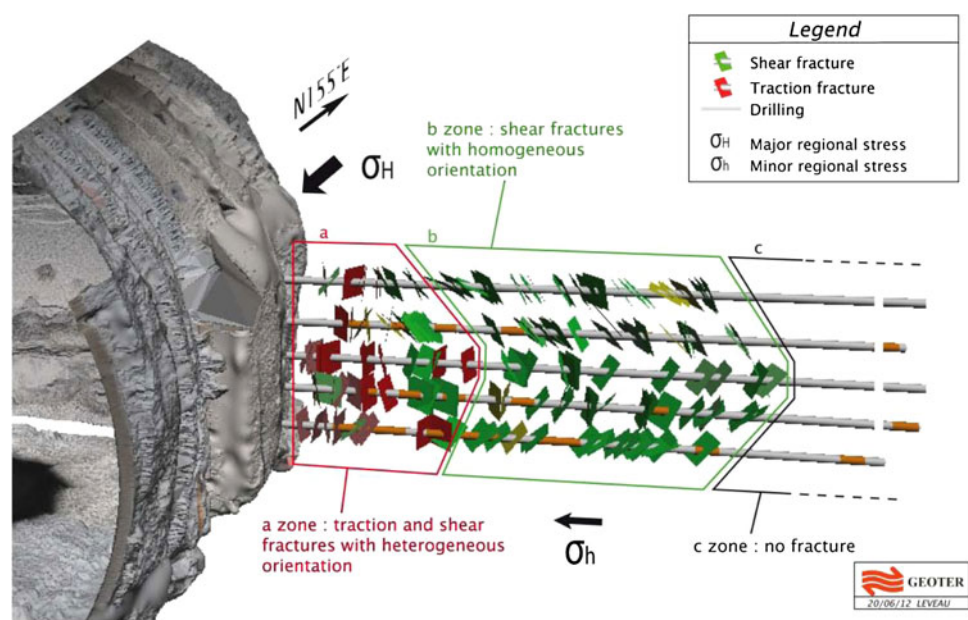 Legend
Shear fracture
Traction fracture
Drilling
σH Major regional stress
σh Minor regional stress
N155°E
σH
b zone : shear fractures
with homogeneous
orientation
a
b
c
a zone : traction and shear
fractures with heterogeneous
orientation
σh
c zone : no fracture
GEOTER
20/06/12 LEVEAU